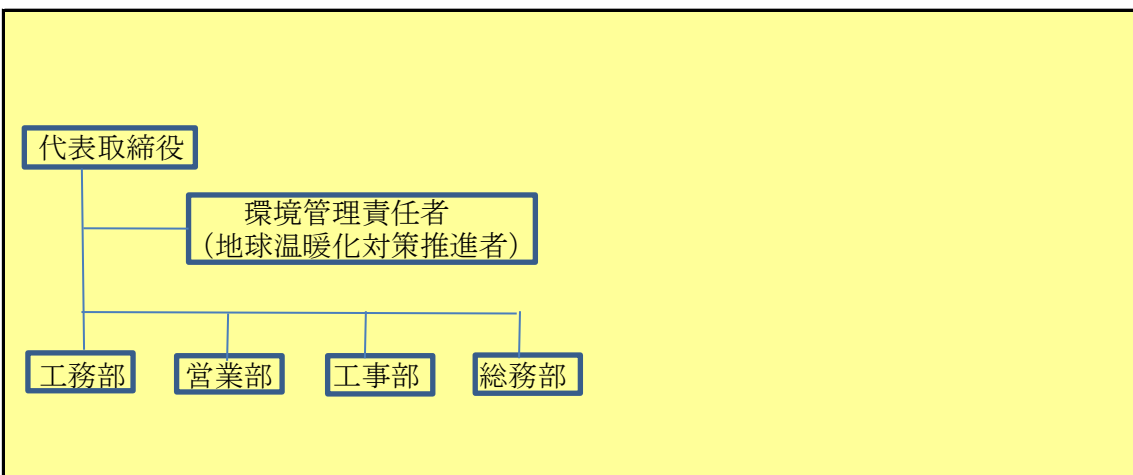 代表取締役
環境管理責任者
（地球温暖化対策推進者）
工務部
営業部
工事部
総務部